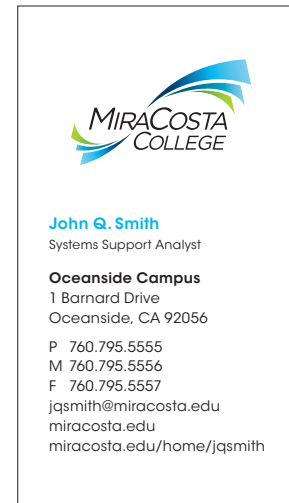 MIRACOSTA
COLLEGE
John Q. Smith
Systems Support Analyst
Oceanside Campus
1 Barnard Drive
Oceanside, CA 92056
P 760.795.5555
M 760.795.5556
F 760.795.5557
jqsmith@miracosta.edu
miracosta.edu
miracosta.edu/home/jqsmith